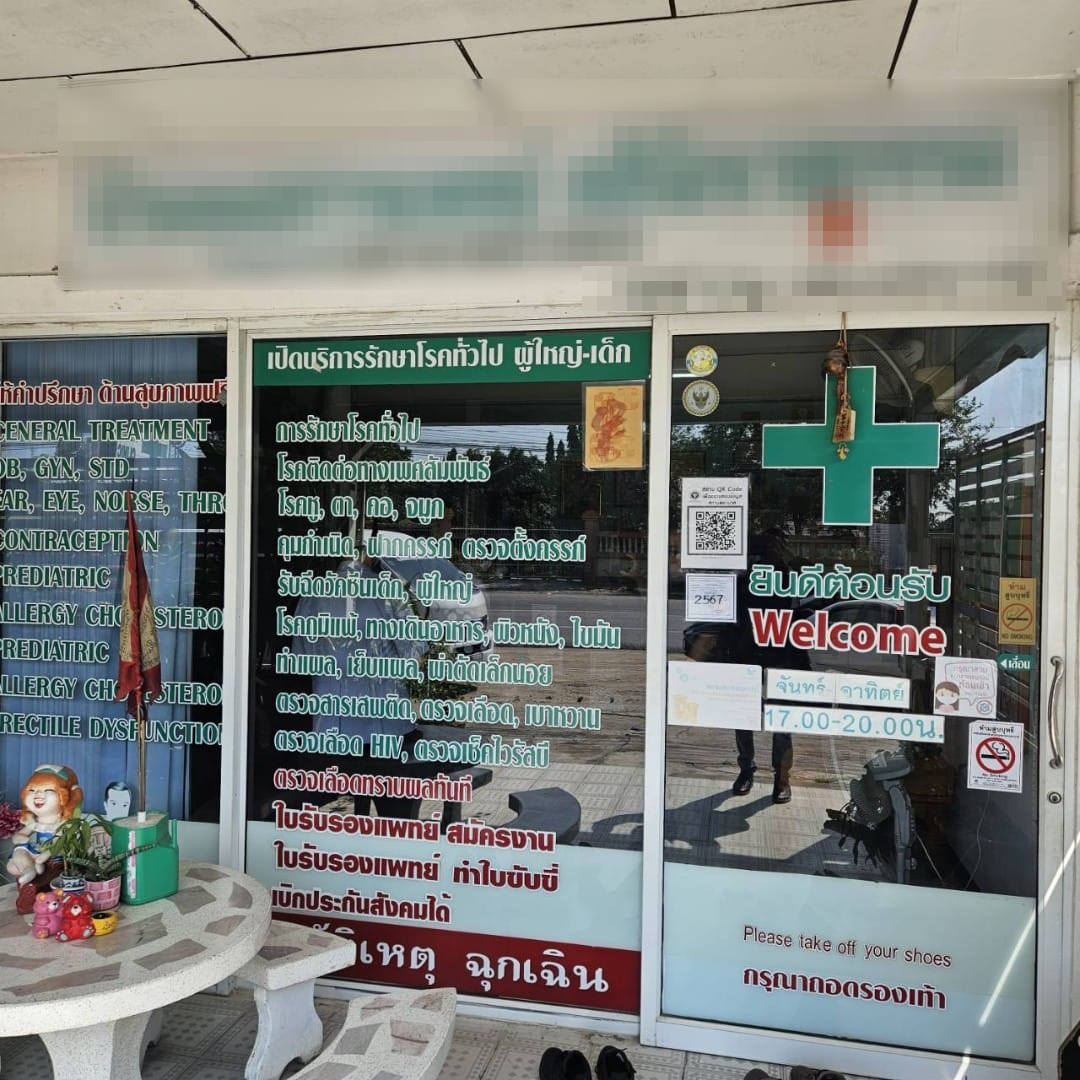 ให้คำปรึกษา ด้านสุขภาพฟรี
GENERAL TREATMENT
OB, GYN, STD
EAR, EYE, NORSE, THR
CONTRACEPTION
PREDIATRIC
ALLERGY CHOLESTERO
PREDIATRIC
ALLERGY CHOLESTERO
ERECTILE DYSFUNCTION
เปิดบริการรักษาโรคทั่วไป ผู้ใหญ่-เด็ก
การรักษาโรคทั่วไป
โรคติดต่อทางเพศสัมพันธ์
โรคหู, ตา, คอ, จมูก
คุมกำเนิด, ฝากครรภ์ ตรวจตั้งครรภ์
รับฉีดวัคซีนเด็ก, ผู้ใหญ่
โรคภูมิแพ้, ทางเดินอาหาร, ผิวหนัง, ไขมัน
ทำแผล, เย็บแผล, ผ่าตัดเล็กน้อย
ตรวจสารเสพติด, ตรวจเลือด, เบาหวาน
ตรวจเลือด HIV, ตรวจเช็คไวรัสบี
ตรวจเลือดทราบผลทันที
ใบรับรองแพทย์ สมัครงาน
ใบรับรองแพทย์ ทำใบขับขี่
เบิกประกันสังคมได้
อุบัติเหตุ ฉุกเฉิน
สแกน QR Code
2567
ยินดีต้อนรับ
Welcome
จันทร์-อาทิตย์
17.00-20.00น.
ห้าม
สูบบุหรี่
NO SMOKING
เลื่อน
ห้ามสูบบุหรี่
No Smoking
Please take off your shoes
กรุณาถอดรองเท้า